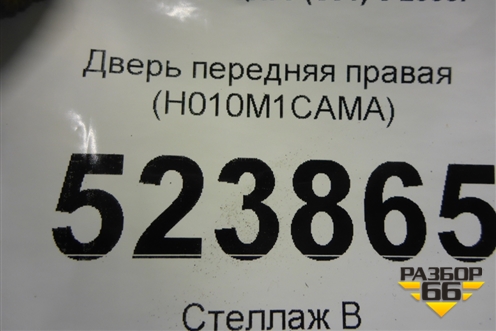 Дверь передняя правая
(H010M1CAMA)
523865
Стеллаж В
РАЗБОР
66